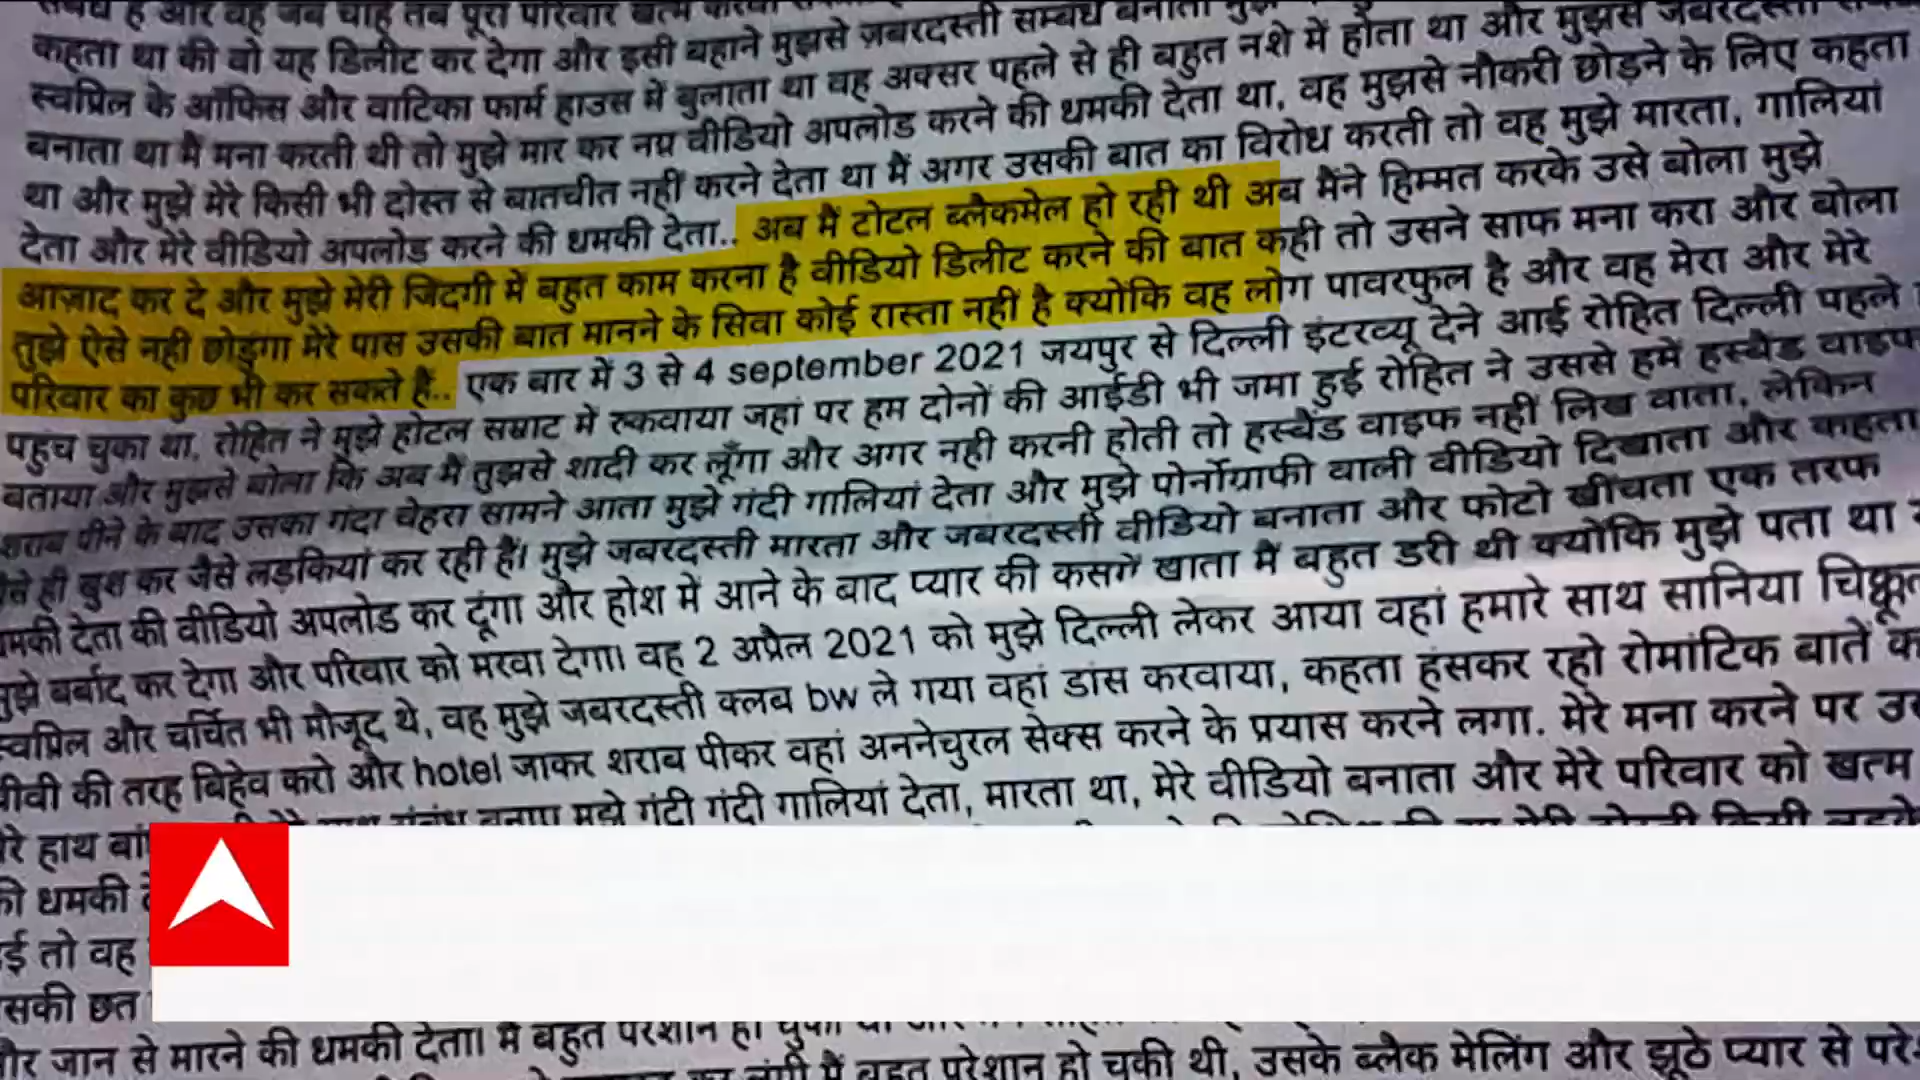 है और वह जब चाहे तब पूरा परिवार खत्म करवा
कहता था की वो यह डिलीट कर देगा और इसी बहाने मुझसे ज़बरदस्ती सम्बंध बनाता
स्वप्निल के ऑफिस और वाटिका फार्म हाउस में बुलाता था वह अक्सर पहले से ही बहुत नशे में होता था और मुझसे जबरदस्ती
बनाता था मैं मना करती थी तो मुझे मार कर नग्न वीडियो अपलोड करने की धमकी देता था, वह मुझसे नौकरी छोड़ने के लिए कहता
था और मुझे मेरे किसी भी दोस्त से बातचीत नहीं करने देता था मैं अगर उसकी बात का विरोध करती तो वह मुझे मारता, गालियां
देता और मेरे वीडियो अपलोड करने की धमकी देता.. अब मैं टोटल ब्लैकमेल हो रही थी अब मैंने हिम्मत करके उसे बोला मुझे
आज़ाद कर दे और मुझे मेरी जिंदगी में बहुत काम करना है वीडियो डिलीट करने की बात कही तो उसने साफ मना करा और बोला
तुझे ऐसे नही छोडुंगा मेरे पास उसकी बात मानने के सिवा कोई रास्ता नहीं है क्योंकि वह लोग पावरफुल है और वह मेरा और मेरे
परिवार का कुछ भी कर सकते हैं.. एक बार में 3 से 4 september 2021 जयपुर से दिल्ली इंटरव्यू देने आई रोहित दिल्ली पहले
पहुंच चुका था, रोहित ने मुझे होटल सम्राट में रुकवाया जहां पर हम दोनों की आईडी भी जमा हुई रोहित ने उससे हमें हस्बैंड वाइफ
बताया और मुझसे बोला कि अब मैं तुझसे शादी कर लूँगा और अगर नही करनी होती तो हस्बैंड वाइफ नहीं लिख वाता, लेकिन
शराब पीने के बाद उसका गंदा चेहरा सामने आता मुझे गंदी गालियां देता और मुझे पोर्नोग्राफी वाली वीडियो दिखाता और कहता
ही खुश कर जैसे लड़कियां कर रही हैं। मुझे जबरदस्ती मारता और जबरदस्ती वीडियो बनाता और फोटो खींचता एक तरफ
धमकी देता की वीडियो अपलोड कर दूंगा और होश में आने के बाद प्यार की कसमें खाता मैं बहुत डरी थी क्योंकि मुझे पता था
मुझे बर्बाद कर देगा और परिवार को मरवा देगा। वह 2 अप्रैल 2021 को मुझे दिल्ली लेकर आया वहां हमारे साथ सानिया
स्वप्निल और चर्चित भी मौजूद थे, वह मुझे जबरदस्ती क्लब bw ले गया वहां डांस करवाया, कहता हंसकर रहो रोमांटिक बातें
बीवी की तरह बिहेव करो और hotel जाकर शराब पीकर वहां अननेचुरल सेक्स करने के प्रयास करने लगा. मेरे मना करने पर
रे हाथ मुझे गंदी गंदी गालियां देता, मारता था, मेरे वीडियो बनाता और मेरे परिवार को खत्म
की धमकी
ई तो वह
सकी छत
और जान से मारने की धमकी देता। मैं बहुत परेशान हो चुकी
बहुत परेशान हो चुकी थी, उसके ब्लैक मेलिंग और झूठे प्यार से